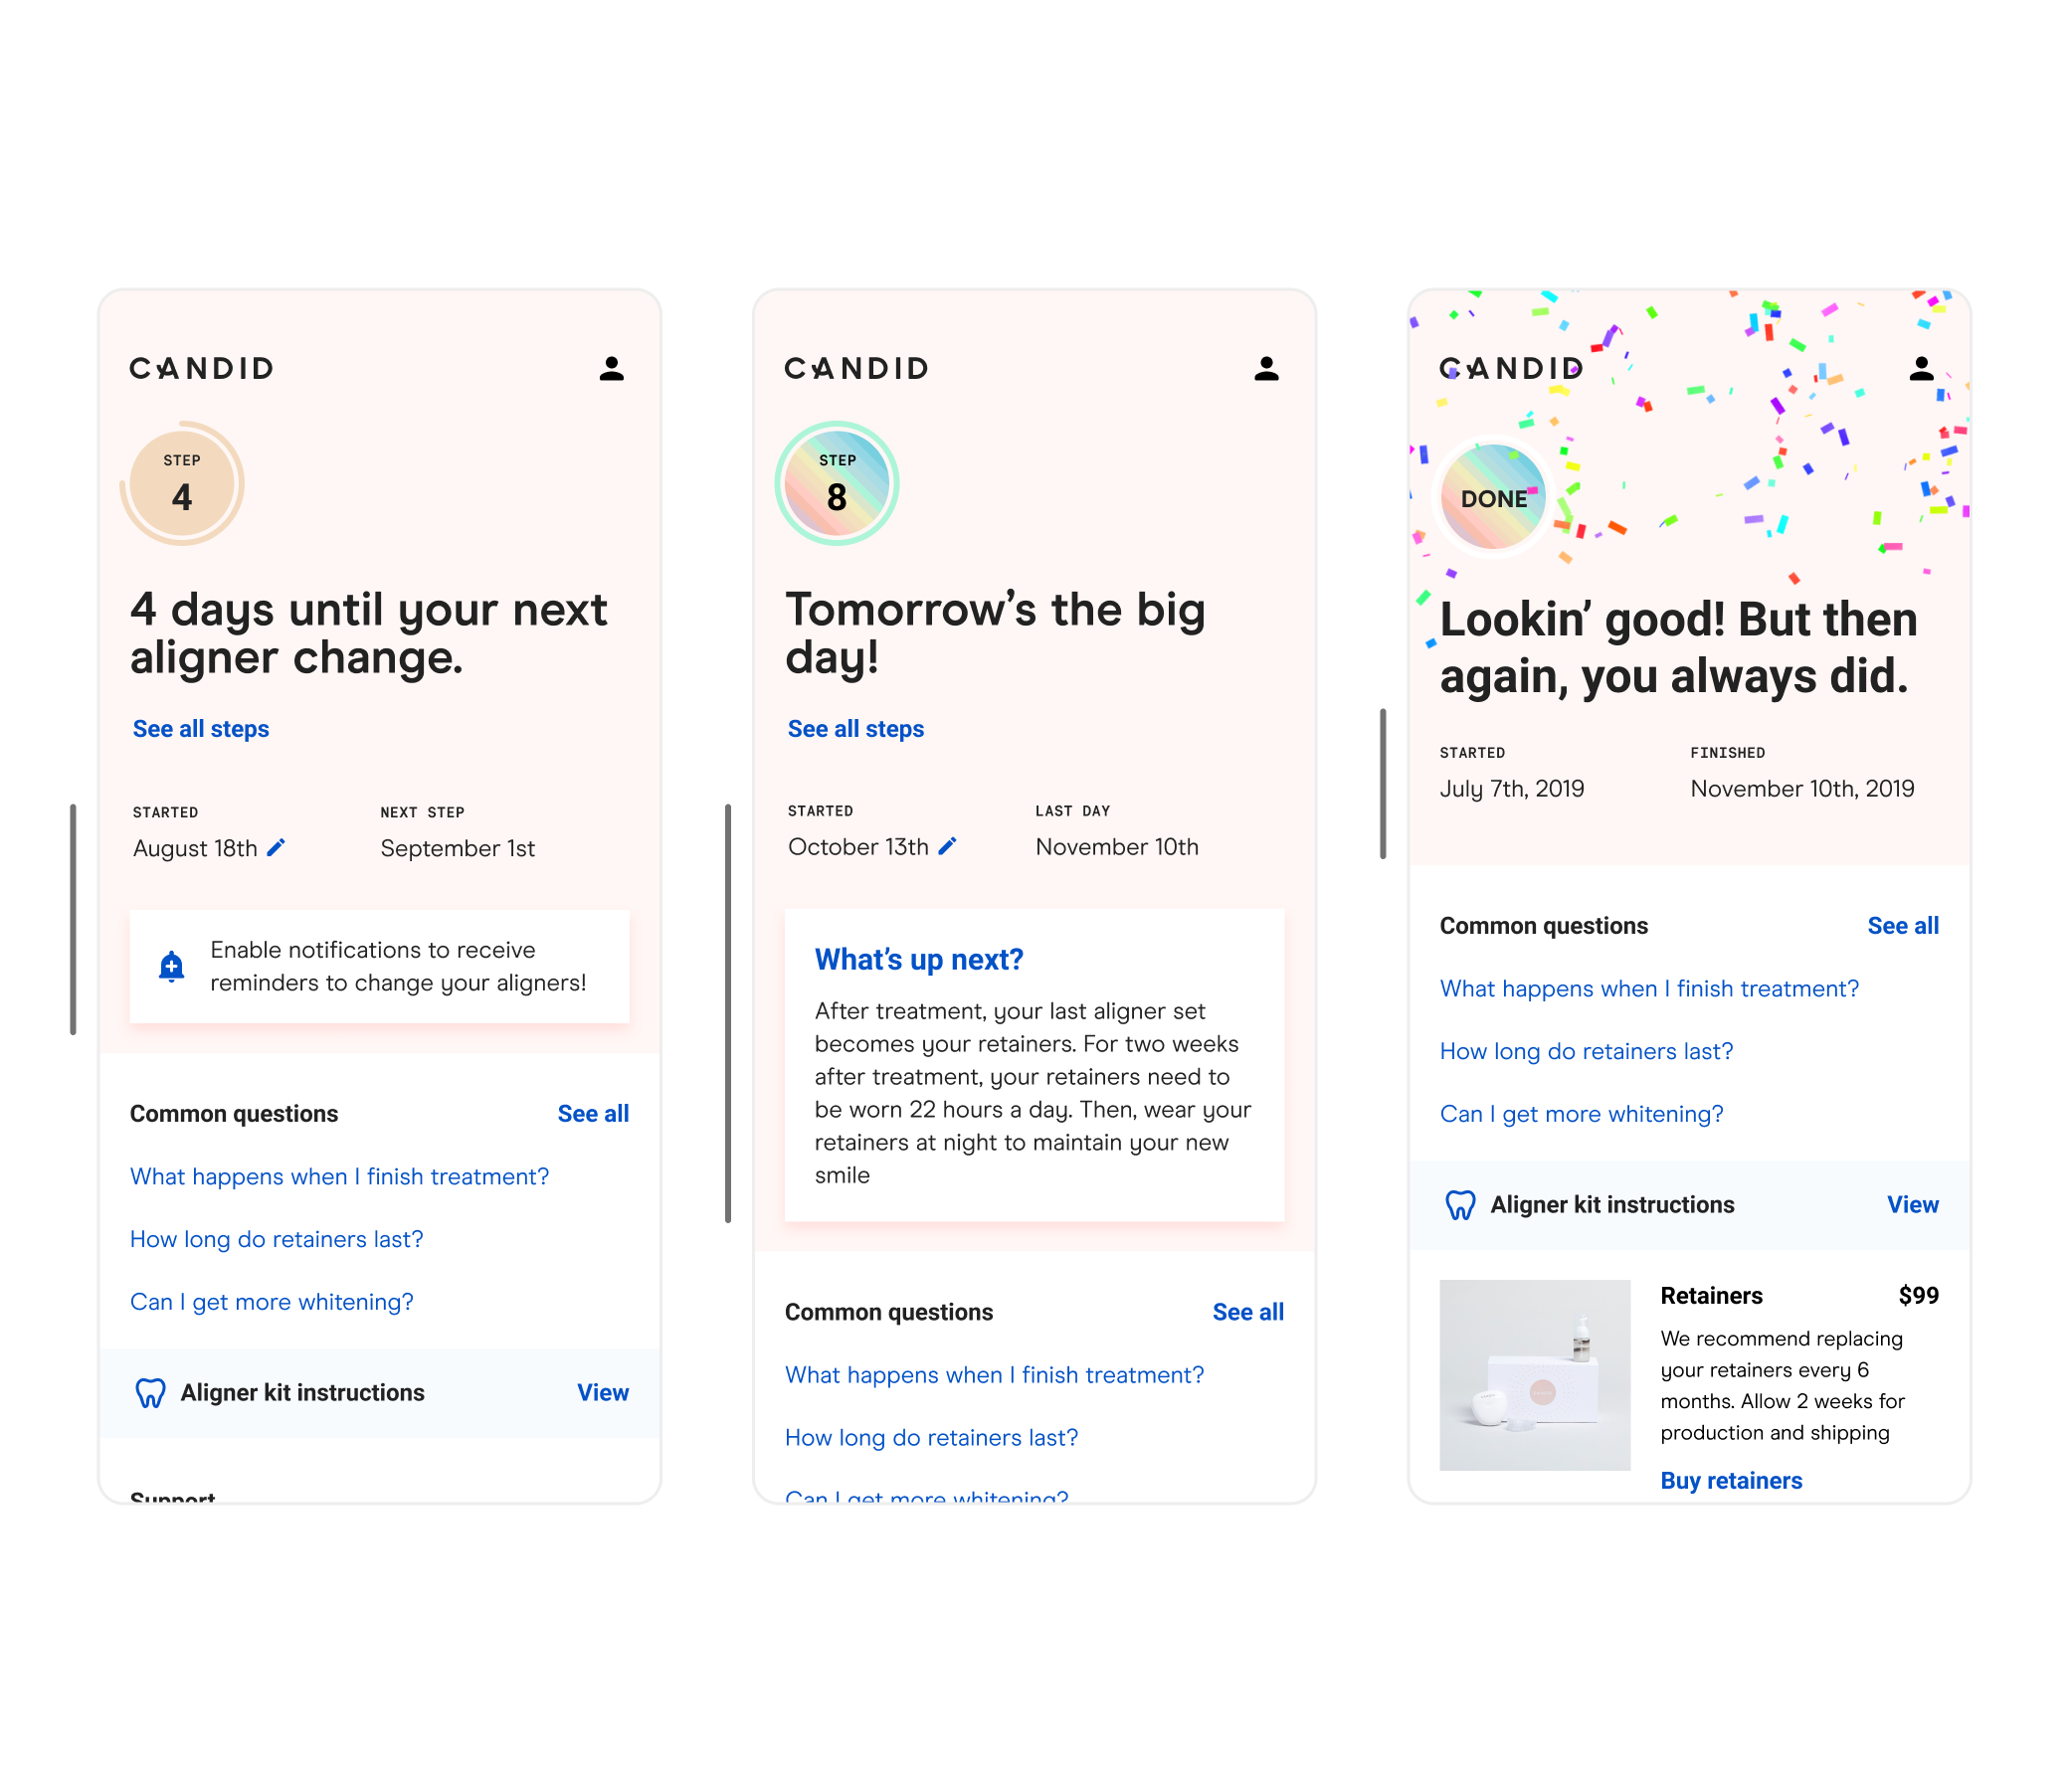 CANDID
STEP
4
4 days until your next
aligner change.
See all steps
STARTED
NEXT STEP
August 18th
September 1st
Enable notifications to receive
reminders to change your aligners!
Common questions
See all
What happens when I finish treatment?
How long do retainers last?
Can I get more whitening?
Aligner kit instructions
View
Support
CANDID
STEP
8
Tomorrow’s the big
day!
See all steps
STARTED
LAST DAY
October 13th
November 10th
What’s up next?
After treatment, your last aligner set
becomes your retainers. For two weeks
after treatment, your retainers need to
be worn 22 hours a day. Then, wear your
retainers at night to maintain your new
smile
Common questions
See all
What happens when I finish treatment?
How long do retainers last?
Can I get more whitening?
CANDID
DONE
Lookin’ good! But then
again, you always did.
STARTED
FINISHED
July 7th, 2019
November 10th, 2019
Common questions
See all
What happens when I finish treatment?
How long do retainers last?
Can I get more whitening?
Aligner kit instructions
View
Retainers
$99
We recommend replacing
your retainers every 6
months. Allow 2 weeks for
production and shipping
Buy retainers